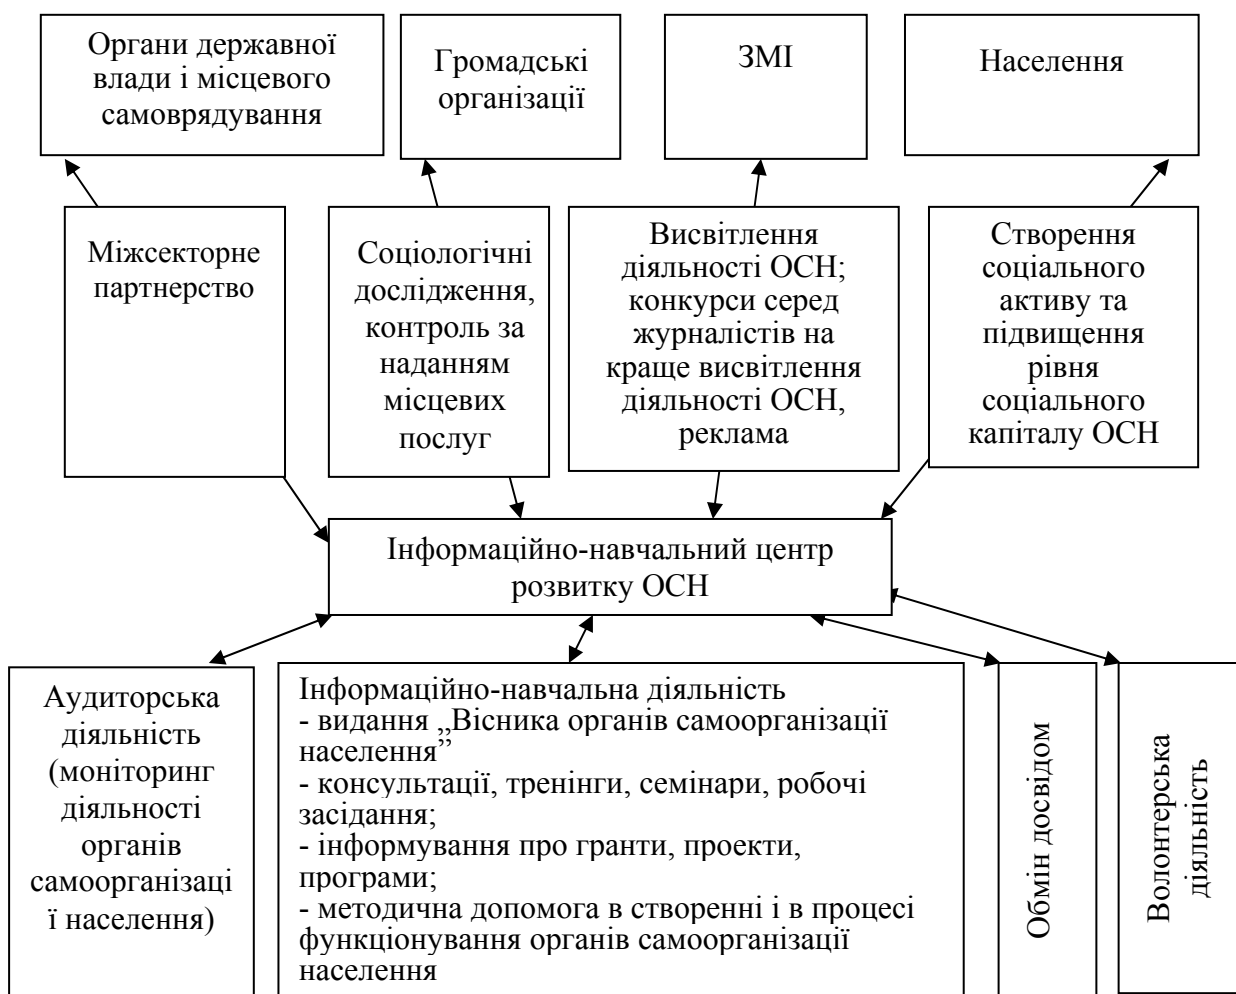 Органи державної
влади і місцевого
самоврядування
Громадські
організації
ЗМІ
Населення
Міжсекторне
партнерство
Соціологічні
дослідження,
контроль за
наданням
місцевих
послуг
Висвітлення
діяльності ОСН;
конкурси серед
журналістів на
краще висвітлення
діяльності ОСН,
реклама
Створення
соціального
активу та
підвищення
рівня
соціального
капіталу ОСН
Інформаційно-навчальний центр
розвитку ОСН
Аудиторська
діяльність
(моніторинг
діяльності
органів
самоорганізаці
ї населення)
Інформаційно-навчальна діяльність
- видання „Вісника органів самоорганізації
населення”
- консультації, тренінги, семінари, робочі
засідання;
- інформування про гранти, проекти,
програми;
- методична допомога в створенні і в процесі
функціонування органів самоорганізації
населення
Обмін досвідом
Волонтерська
діяльність